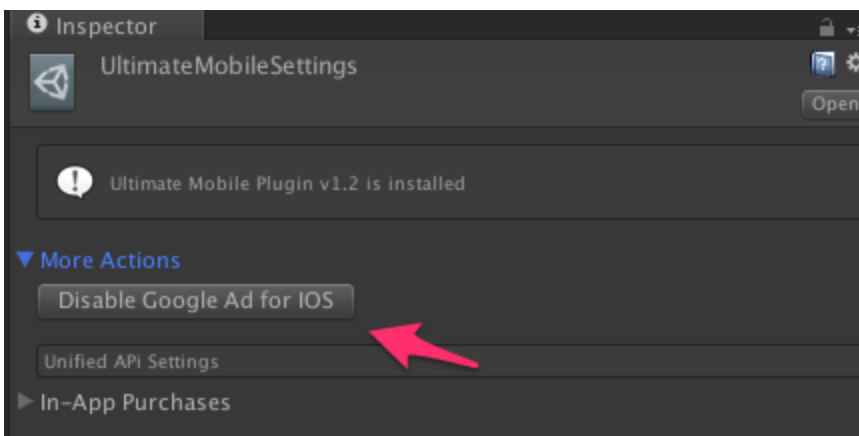 Inspector
UltimateMobileSettings
Open
Ultimate Mobile Plugin v1.2 is installed
More Actions
Disable Google Ad for IOS
Unified APi Settings
In-App Purchases